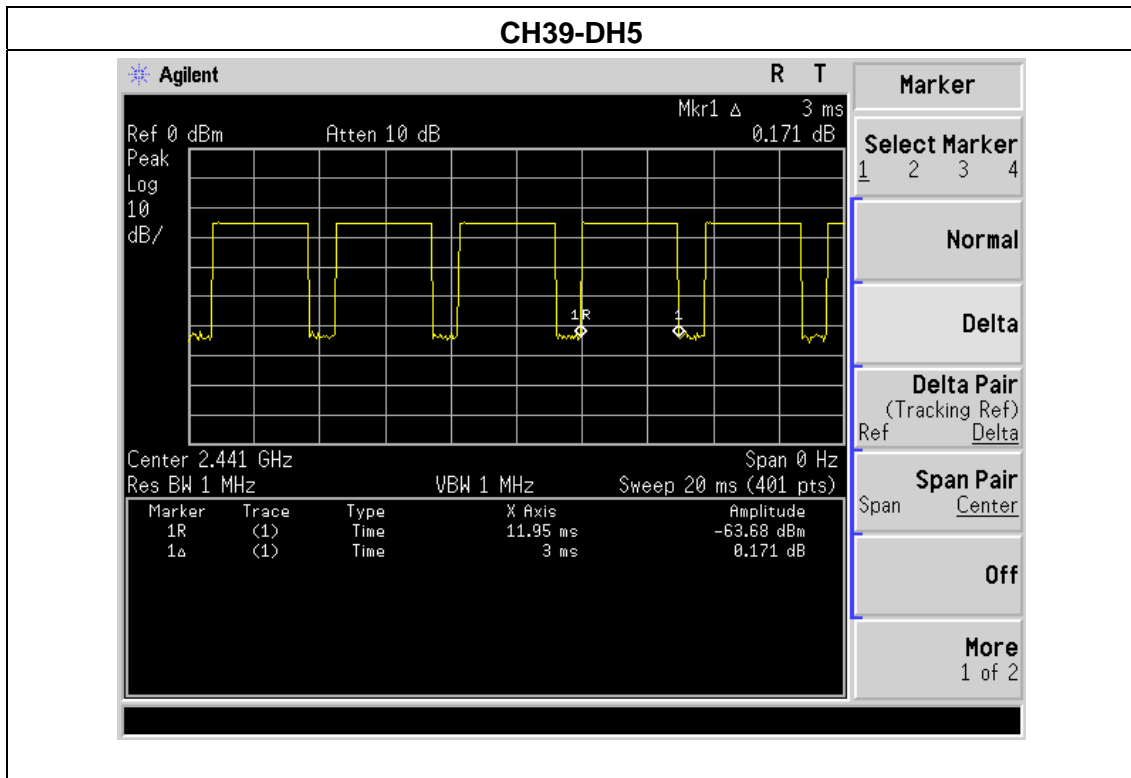 CH39-DH5
Agilent R T
Mkr1 Δ 3 ms
Ref 0 dBm Atten 10 dB 0.171 dB
Peak
Log
10
dB/
1R 1
Center 2.441 GHz Span 0 Hz
Res BW 1 MHz VBW 1 MHz Sweep 20 ms (401 pts)
Marker Trace Type X Axis Amplitude
1R (1) Time 11.95 ms -63.68 dBm
1Δ (1) Time 3 ms 0.171 dB
Marker
Select Marker
1 2 3 4
Normal
Delta
Delta Pair
(Tracking Ref)
Ref Delta
Span Pair
Span Center
Off
More
1 of 2